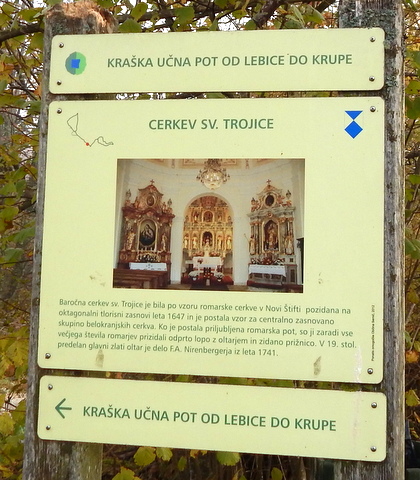 KRAŠKA UČNA POT OD LEBICE DO KRUPE
CERKEV SV. TROJICE
Baročna cerkev sv. Trojice je bila po vzoru romarske cerkve v Novi Štifti pozidana na
oktagonalni tlorisni zasnovi leta 1647 in je postala vzor za centralno zasnovano
skupino belokranjskih cerkva. Ko je postala priljubljena romarska pot, so ji zaradi vse
večjega števila romarjev prizidali odprto lopo z oltarjem in zidano prižnico. V 19. stol.
predelan glavni zlati oltar je delo F.A. Nirenbergerja iz leta 1741.
KRAŠKA UČNA POT OD LEBICE DO KRUPE